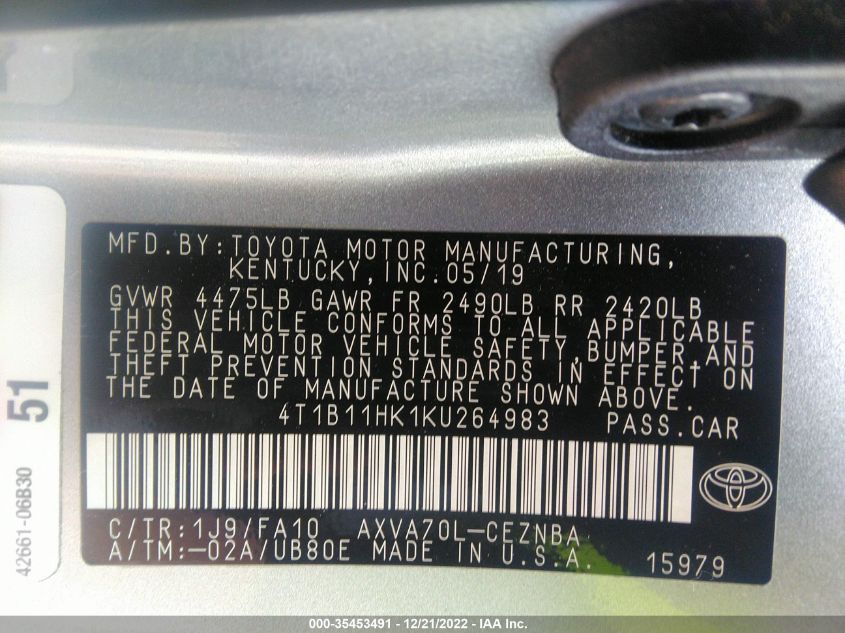 MFD.BY:TOYOTA MOTOR MANUFACTURING,
KENTUCKY,INC.05/19
GVWR 4475LB GAWR FR 2490LB RR 2420LB
THIS VEHICLE CONFORMS TO ALL APPLICABLE
FEDERAL MOTOR VEHICLE SAFETY,BUMPER,AND
THEFT PREVENTION STANDARDS IN EFFECT ON
THE DATE OF MANUFACTURE SHOWN ABOVE.
4T1B11HK1KU264983 PASS.CAR
C/TR:1J9/FA10 AXVA70L-CEZNBA
A/TM:-02A/UB80E MADE IN U.S.A. 15979
51
42661-06B30
000-35453491 - 12/21/2022 - IAA Inc.